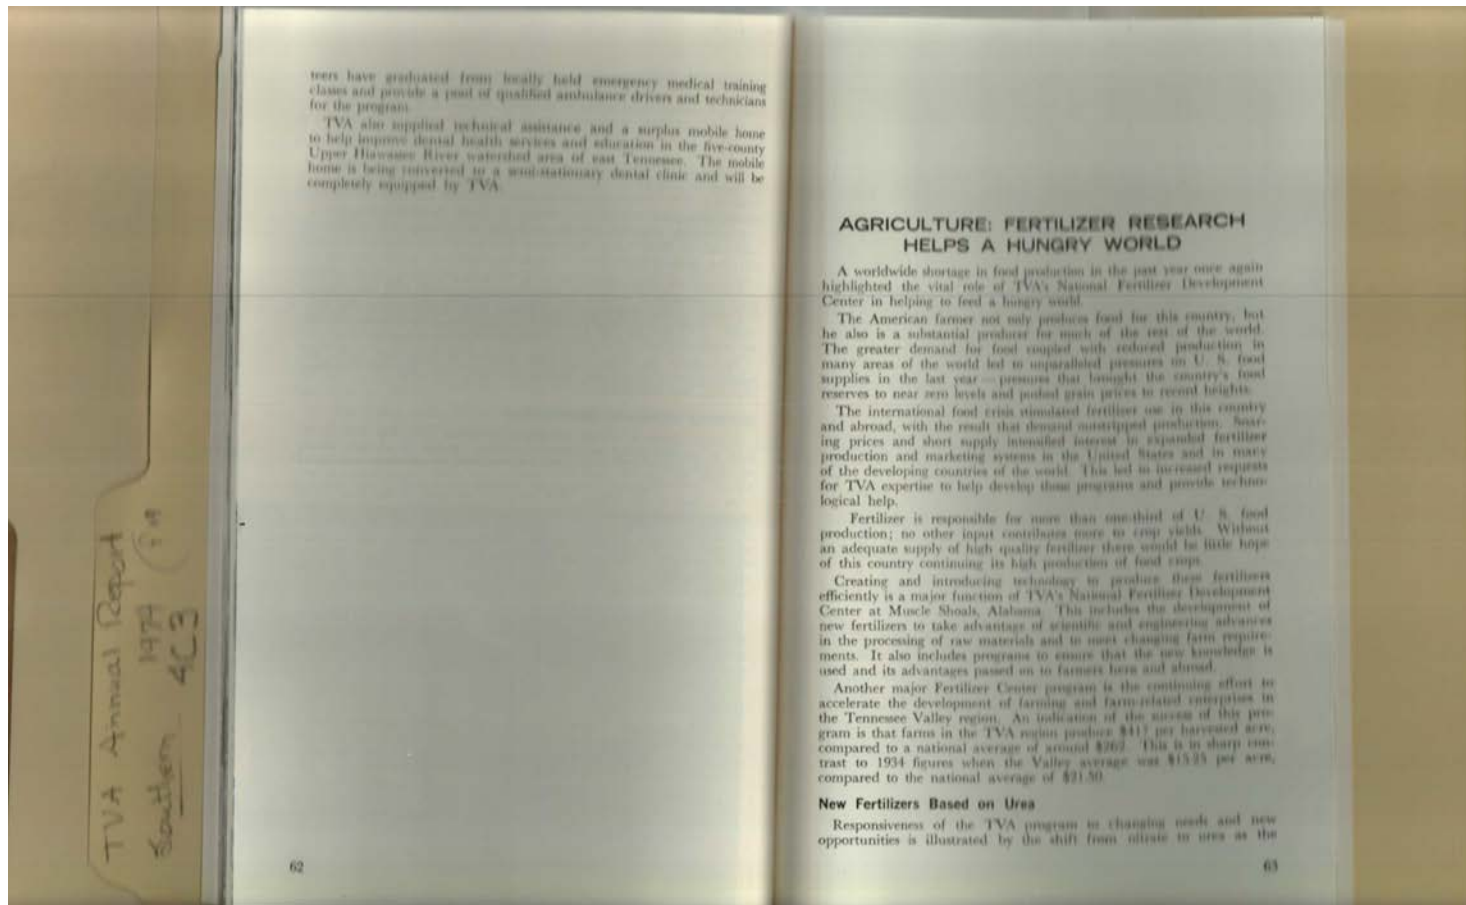 TVA Annual Report
1974
Southern 4C3
teers have graduated from locally held emergency medical training
classes and provide a pool of qualified ambulance drivers and technicians
for the program.
TVA also supplied technical assistance and a surplus mobile home
to help improve dental health services and education in the five-county
Upper Hiawassee River watershed area of east Tennessee. The mobile
home is being converted to a semi-stationary dental clinic and will be
completely equipped by TVA.
62
AGRICULTURE: FERTILIZER RESEARCH
HELPS A HUNGRY WORLD
A worldwide shortage in food production in the past year once again
highlighted the vital role of TVA's National Fertilizer Development
Center in helping to feed a hungry world.
The American farmer not only produces food for this country, but
he also is a substantial producer for much of the rest of the world.
The greater demand for food coupled with reduced production in
many areas of the world led to unparalleled pressures on U. S. food
supplies in the last year—pressures that brought the country's food
reserves to near zero levels and pushed grain prices to record heights.
The international food crisis stimulated fertilizer use in this country
and abroad, with the result that demand outstripped production. Soar-
ing prices and short supply intensified interest in expanded fertilizer
production and marketing systems in the United States and in many
of the developing countries of the world. This led to increased requests
for TVA expertise to help develop those programs and provide techno-
logical help.
Fertilizer is responsible for more than one-third of U. S. food
production; no other input contributes more to crop yields. Without
an adequate supply of high quality fertilizer there would be little hope
of this country continuing its high production of food crops.
Creating and introducing technology to produce these fertilizers
efficiently is a major function of TVA's National Fertilizer Development
Center at Muscle Shoals, Alabama. This includes the development of
new fertilizers to take advantage of scientific and engineering advances
in the processing of raw materials and to meet changing farm require-
ments. It also includes programs to ensure that the new knowledge is
used and its advantages passed on to farmers here and abroad.
Another major Fertilizer Center program is the continuing effort to
accelerate the development of farming and farm-related enterprises in
the Tennessee Valley region. An indication of the success of this pro-
gram is that farms in the TVA region produce $417 per harvested acre,
compared to a national average of around $262. This is in sharp con-
trast to 1934 figures when the Valley average was $15.25 per acre,
compared to the national average of $21.50.
New Fertilizers Based on Urea
Responsiveness of the TVA program to changing needs and new
opportunities is illustrated by the shift from nitrate to urea as the
63